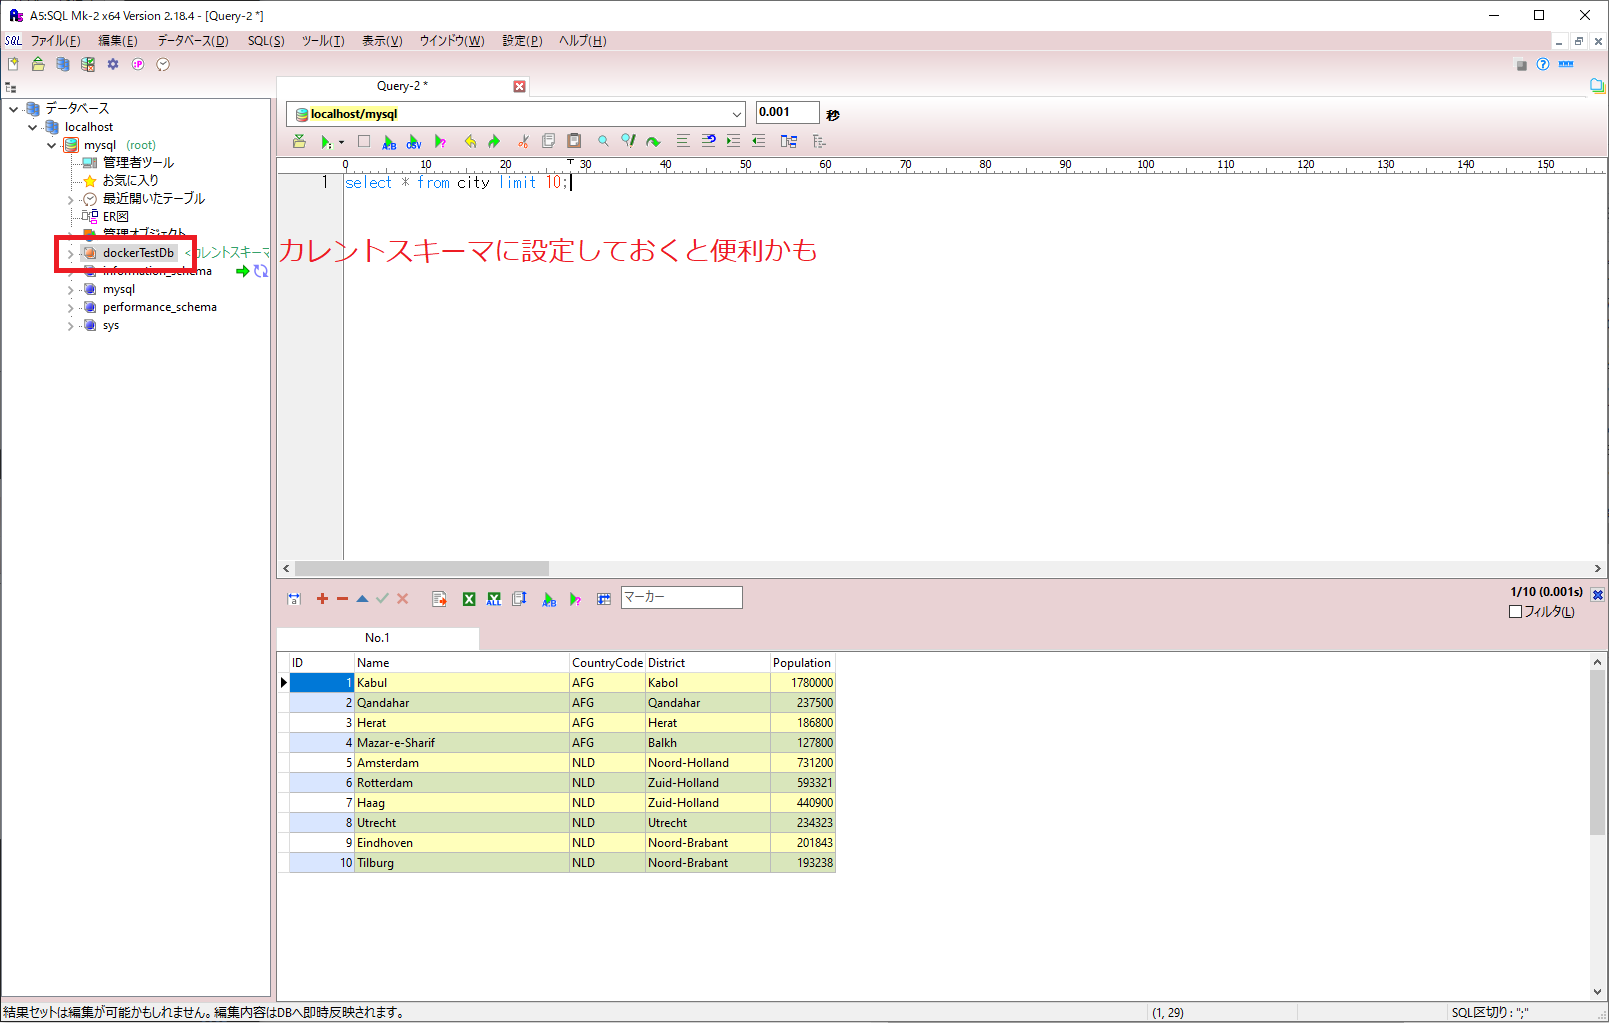 A5:SQL Mk-2 x64 Version 2.18.4 - [Query-2 *]
SQL ファイル(F) 編集(E) データベース(D) SQL(S) ツール(T) 表示(V) ウインドウ(W) 設定(P) ヘルプ(H)
データベース
localhost
mysql (root)
管理者ツール
お気に入り
最近開いたテーブル
ER図
管理オブジェクト
dockerTestDb <カレントスキーマ
information_schema
mysql
performance_schema
sys
Query-2 *
localhost/mysql 0.001 秒
A:B CSV
0 10 20 30 40 50 60 70 80 90 100 110 120 130 140 150
1 select * from city limit 10;
カレントスキーマに設定しておくと便利かも
ALL A:B マーカー
1/10 (0.001s)
フィルタ(L)
No.1
ID Name CountryCode District Population
1 Kabul AFG Kabol 1780000
2 Qandahar AFG Qandahar 237500
3 Herat AFG Herat 186800
4 Mazar-e-Sharif AFG Balkh 127800
5 Amsterdam NLD Noord-Holland 731200
6 Rotterdam NLD Zuid-Holland 593321
7 Haag NLD Zuid-Holland 440900
8 Utrecht NLD Utrecht 234323
9 Eindhoven NLD Noord-Brabant 201843
10 Tilburg NLD Noord-Brabant 193238
結果セットは編集が可能かもしれません。編集内容はDBへ即時反映されます。 (1, 29) SQL区切り : ";"